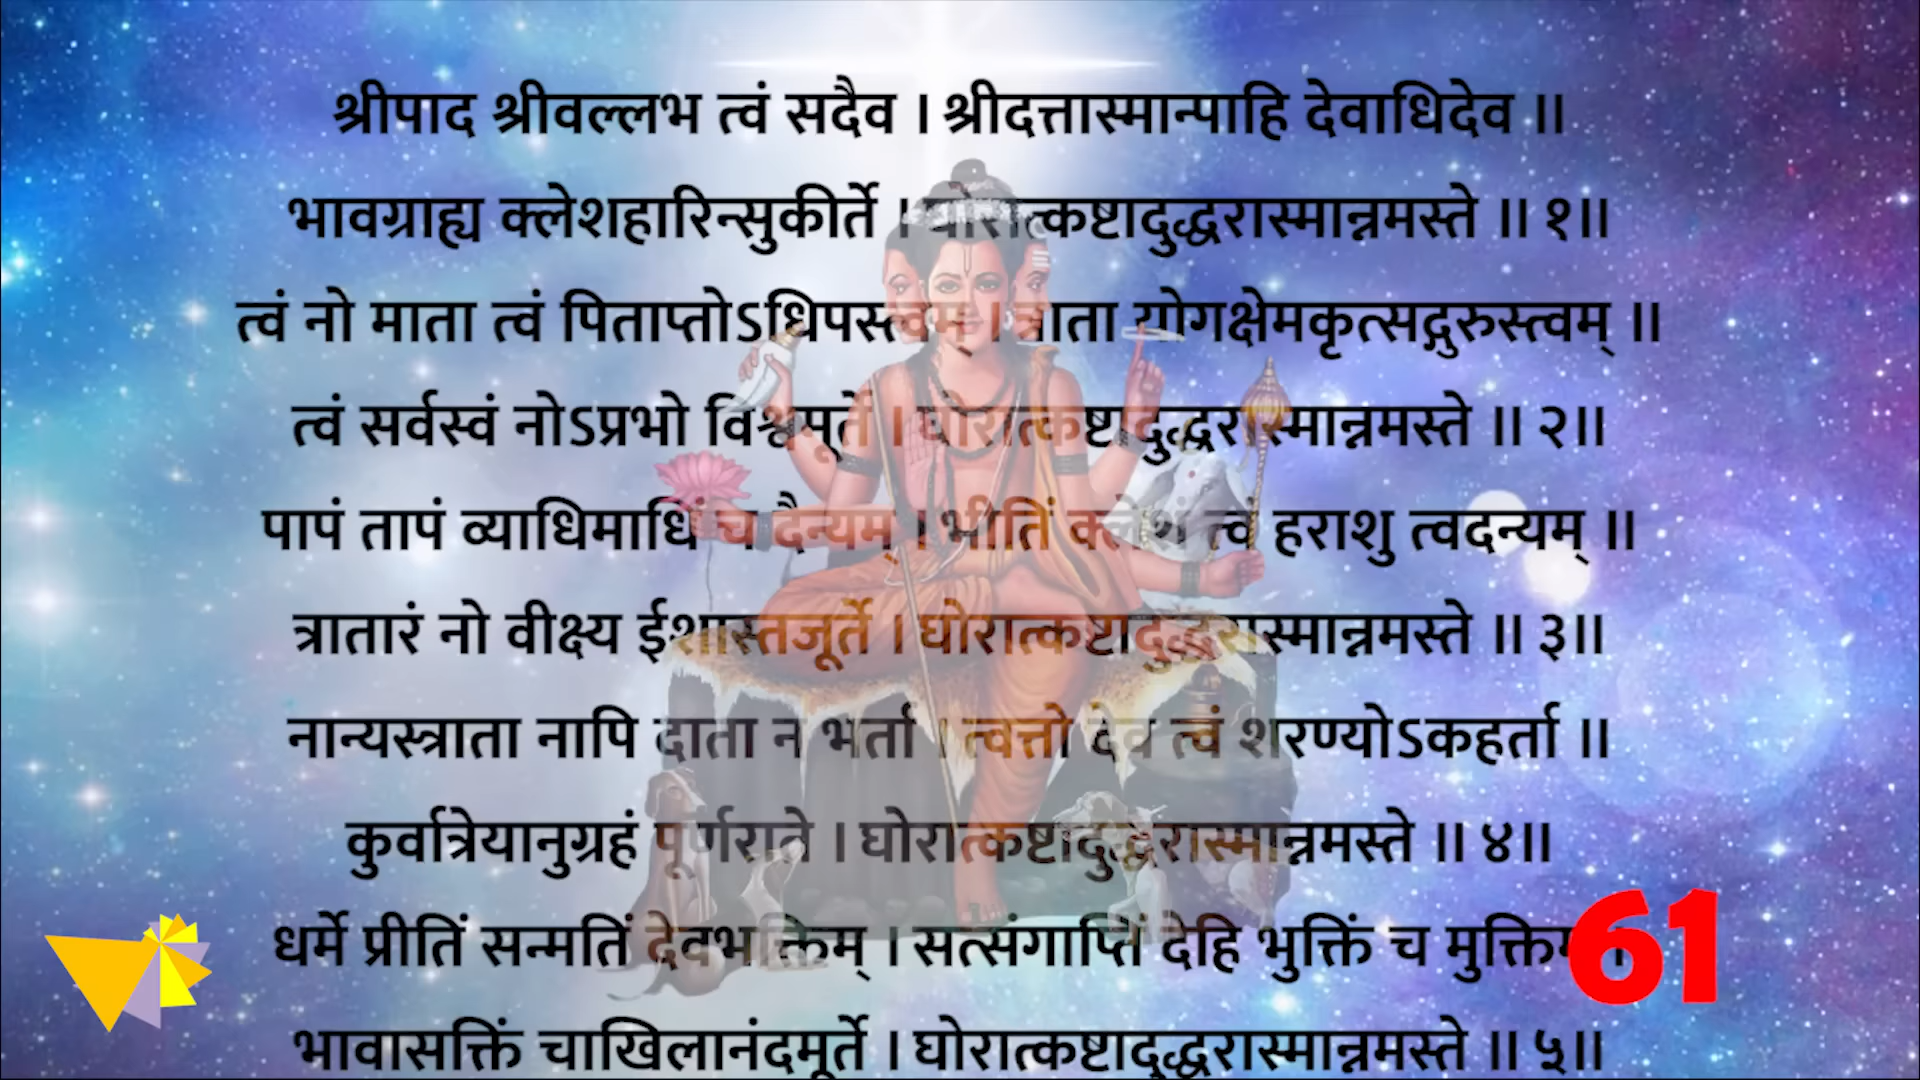 श्रीपाद श्रीवल्लभ त्वं सदैव । श्रीदत्तास्मान्पाहि देवाधिदेव ॥
भावग्राह्य क्लेशहारिन्सुकीर्ते । घोरात्कष्टादुद्धरास्मान्नमस्ते ॥ १॥
त्वं नो माता त्वं पिताप्तोऽधिपस्त्वम् । त्राता योगक्षेमकृत्सद्गुरुस्त्वम् ॥
त्वं सर्वस्वं नोऽप्रभो विश्वमूर्ते । घोरात्कष्टादुद्धरास्मान्नमस्ते ॥ २॥
पापं तापं व्याधिमाधिं च दैन्यम् । भीतिं क्लेशं त्वं हराशु त्वदन्यम् ॥
त्रातारं नो वीक्ष्य ईशास्तजूर्ते । घोरात्कष्टादुद्धरास्मान्नमस्ते ॥ ३॥
नान्यस्त्राता नापि दाता न भर्ता । त्वत्तो देव त्वं शरण्योऽकहर्ता ॥
कुर्वात्रेयानुग्रहं पूर्णराते । घोरात्कष्टादुद्धरास्मान्नमस्ते ॥ ४॥
धर्मे प्रीतिं सन्मतिं देवभक्तिम् । सत्संगाप्तिं देहि भुक्तिं च मुक्तिम् ।
भावासक्तिं चाखिलानंदमूर्ते । घोरात्कष्टादुद्धरास्मान्नमस्ते ॥ ५॥
61